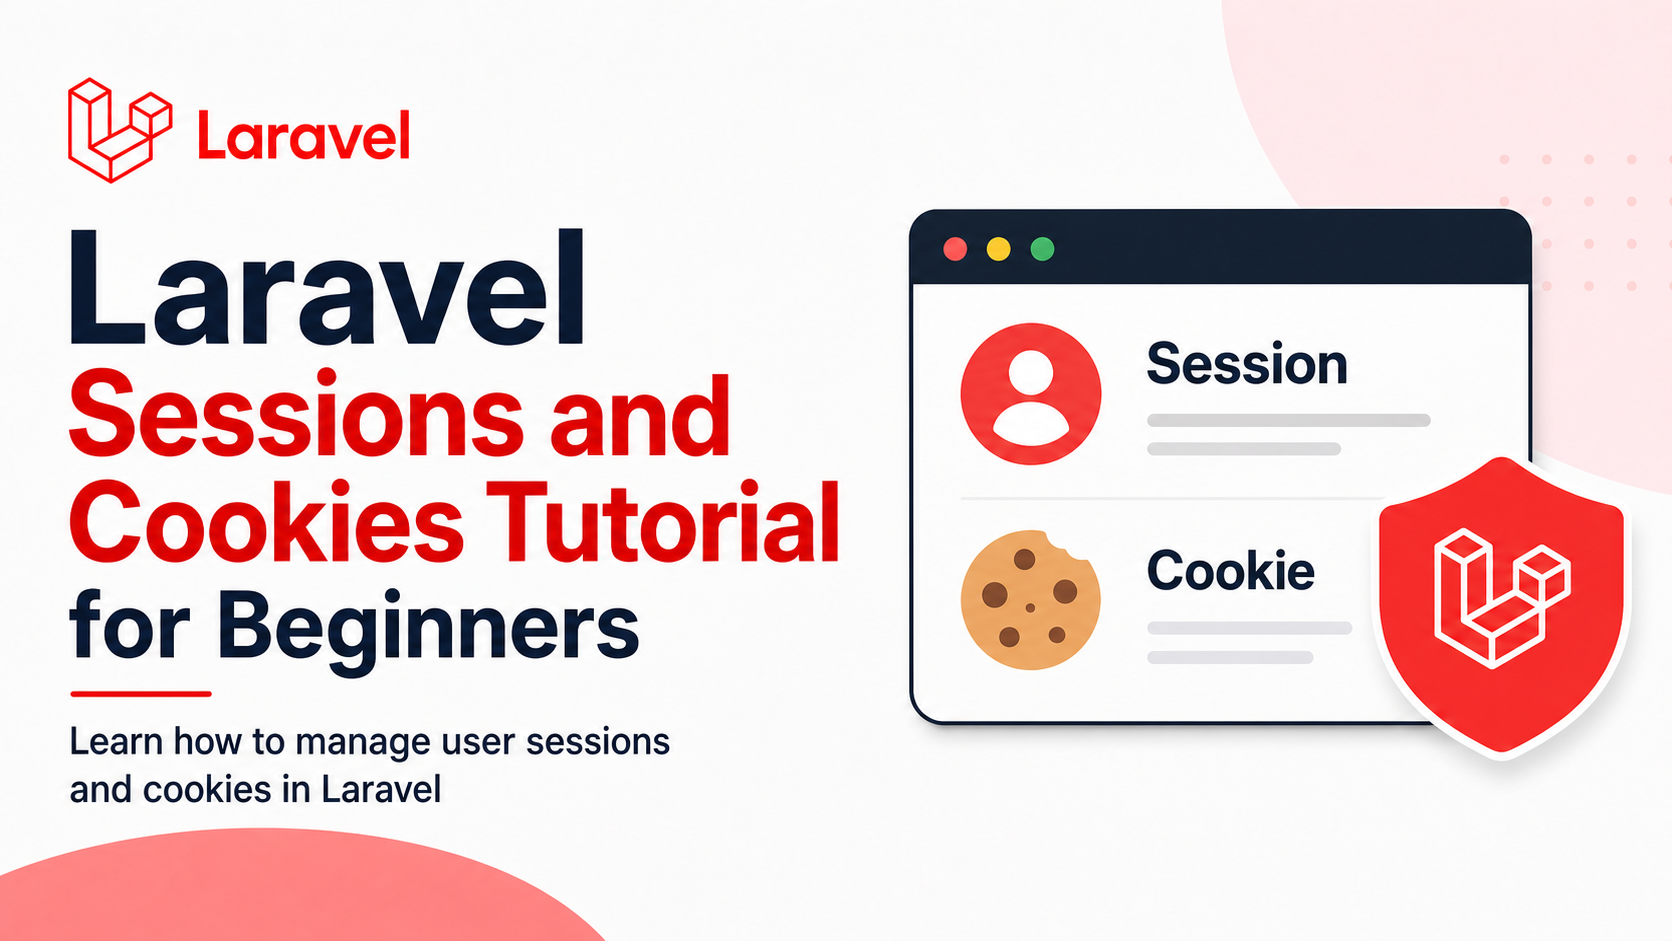 Laravel
Laravel
Sessions and
Cookies Tutorial
for Beginners
Learn how to manage user sessions
and cookies in Laravel
Session
Cookie